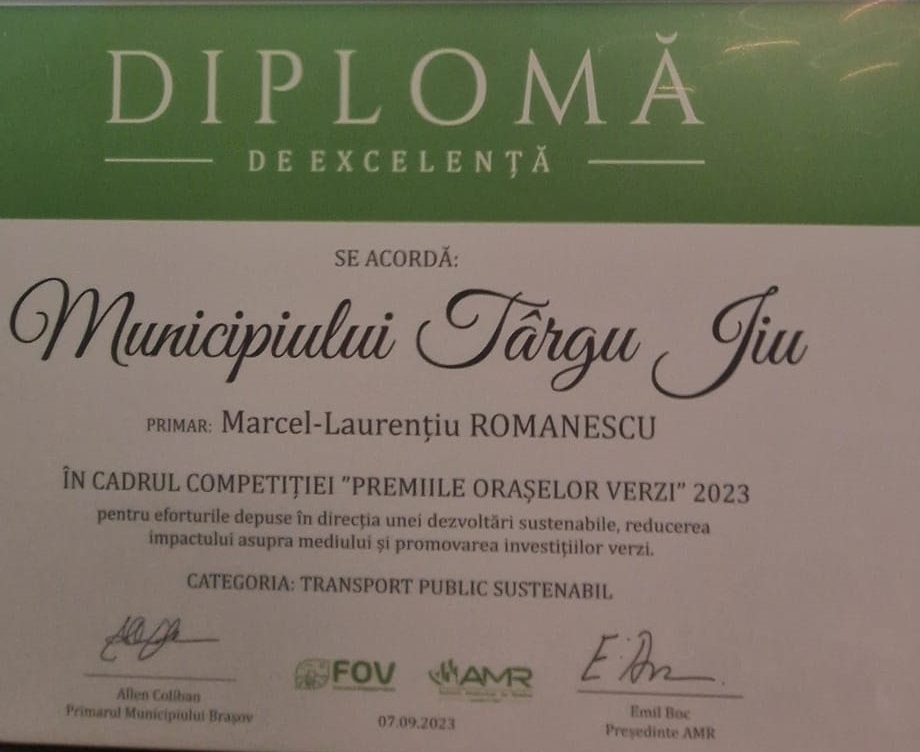 DIPLOMĂ
DE EXCELENȚĂ
SE ACORDĂ:
Municipiului Târgu Jiu
PRIMAR: Marcel-Laurențiu ROMANESCU
ÎN CADRUL COMPETIȚIEI "PREMIILE ORAȘELOR VERZI" 2023
pentru eforturile depuse în direcția unei dezvoltări sustenabile, reducerea
impactului asupra mediului și promovarea investițiilor verzi.
CATEGORIA: TRANSPORT PUBLIC SUSTENABIL
FOV
AMR
Allen Coliban
Primarul Municipiului Brașov
07.09.2023
Emil Boc
Președinte AMR